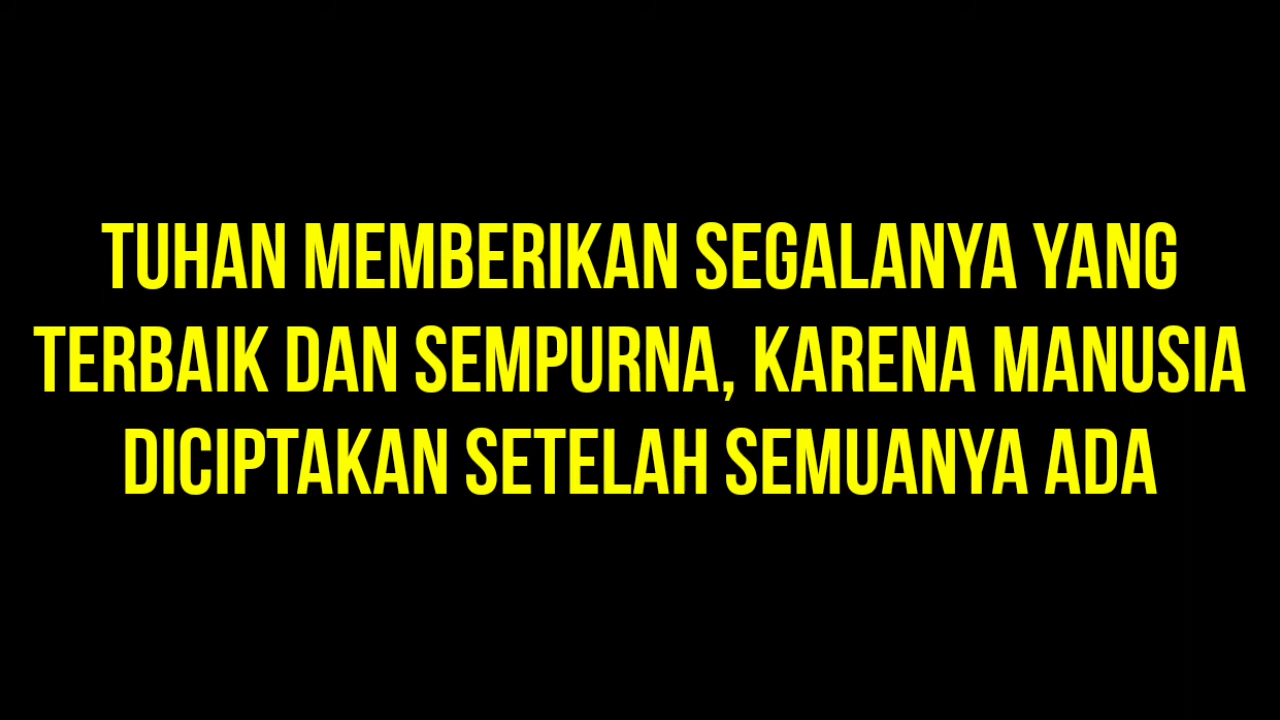 TUHAN MEMBERIKAN SEGALANYA YANG
TERBAIK DAN SEMPURNA, KARENA MANUSIA
DICIPTAKAN SETELAH SEMUANYA ADA